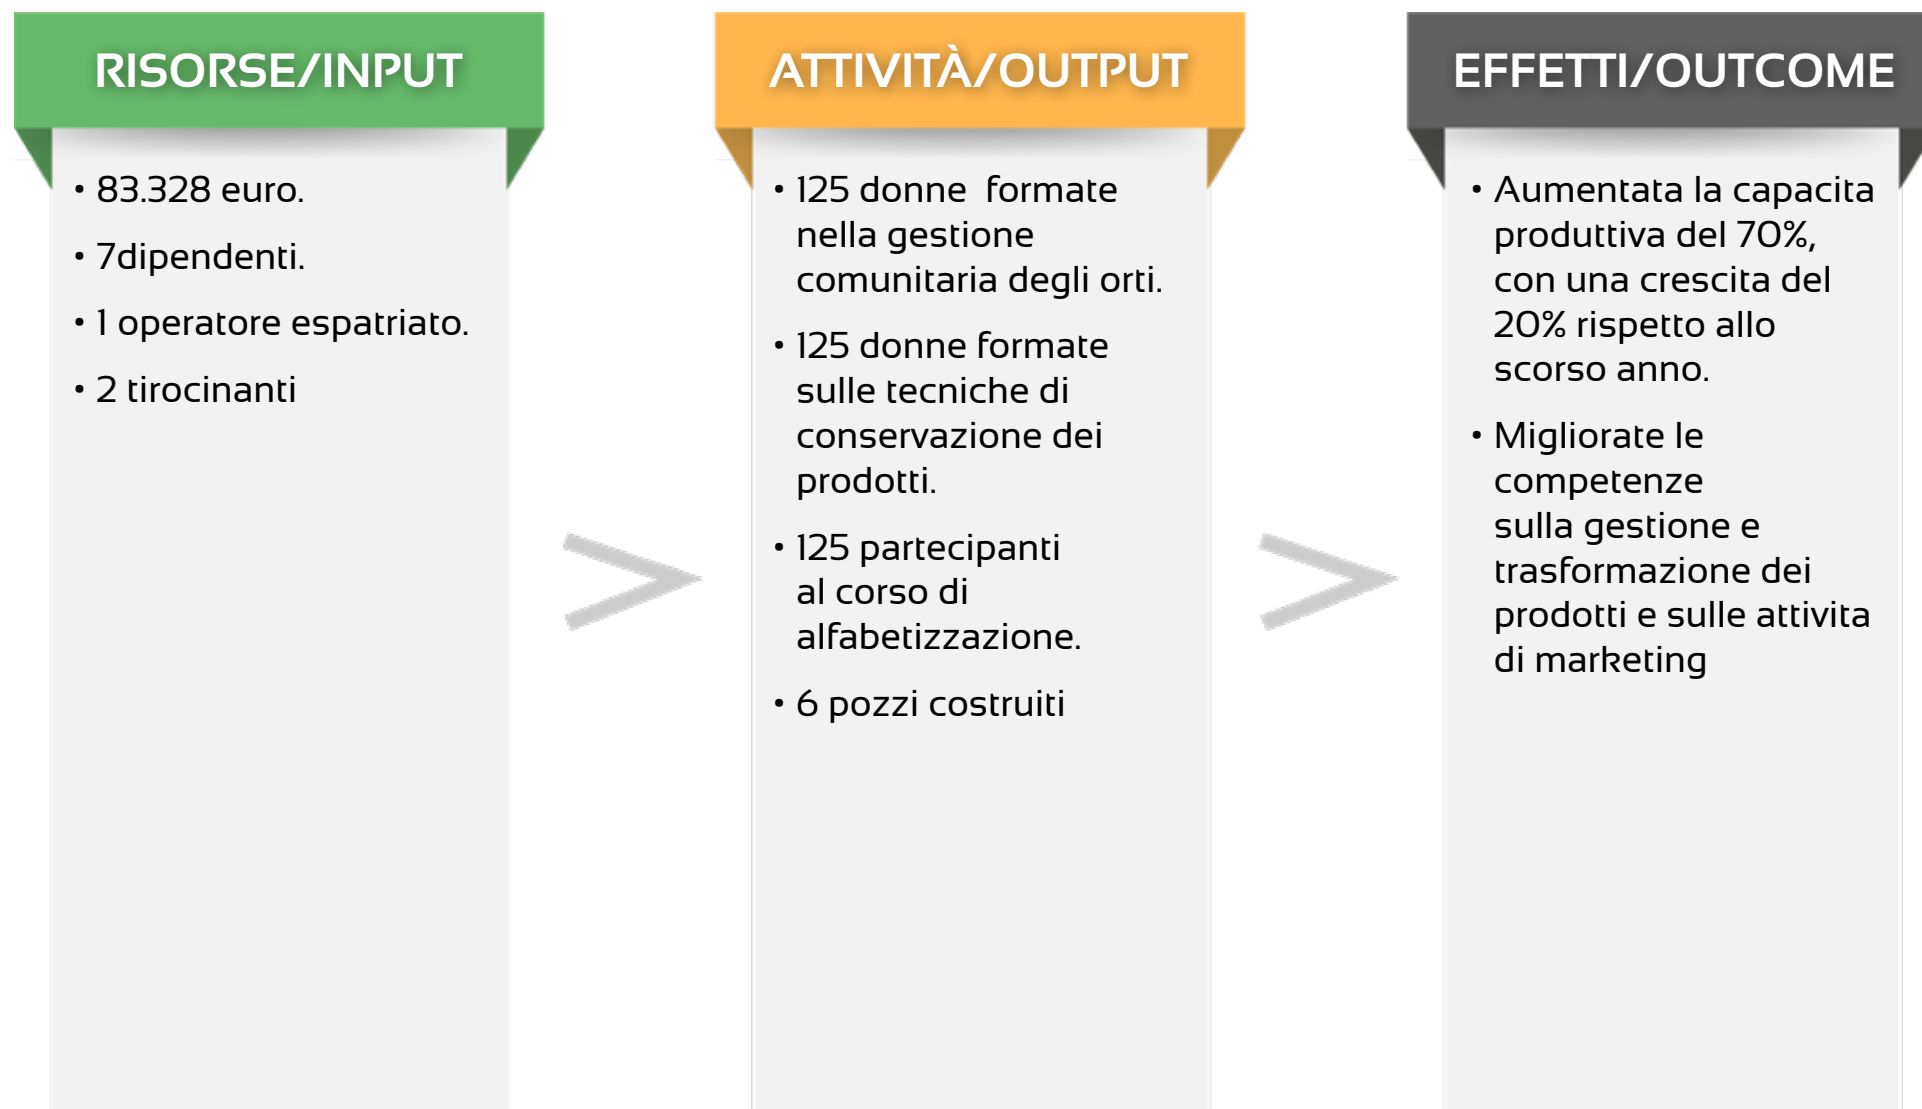 RISORSE/INPUT
• 83.328 euro.
• 7dipendenti.
• 1 operatore espatriato.
• 2 tirocinanti
ATTIVITÀ/OUTPUT
• 125 donne  formate
nella gestione
comunitaria degli orti.
• 125 donne formate
sulle tecniche di
conservazione dei
prodotti.
• 125 partecipanti
al corso di
alfabetizzazione.
• 6 pozzi costruiti
EFFETTI/OUTCOME
• Aumentata la capacita
produttiva del 70%,
con una crescita del
20% rispetto allo
scorso anno.
• Migliorate le
competenze
sulla gestione e
trasformazione dei
prodotti e sulle attivita
di marketing